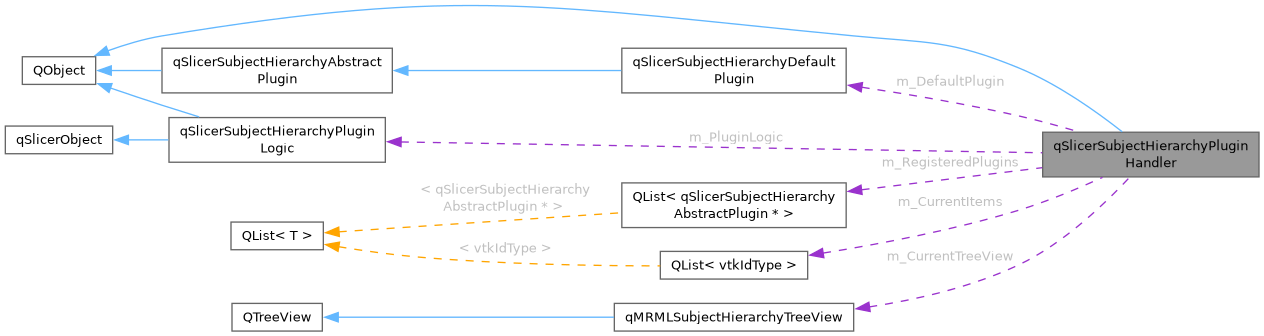 qSlicerSubjectHierarchyAbstract
Plugin
qSlicerSubjectHierarchyDefault
Plugin
QObject
m_DefaultPlugin
qSlicerSubjectHierarchyPlugin
Logic
qSlicerObject
m_PluginLogic
qSlicerSubjectHierarchyPlugin
Handler
m_RegisteredPlugins
< qSlicerSubjectHierarchy
AbstractPlugin * >
QList< qSlicerSubjectHierarchy
AbstractPlugin * >
m_CurrentItems
QList< T >
< vtkIdType >
QList< vtkIdType >
m_CurrentTreeView
QTreeView
qMRMLSubjectHierarchyTreeView